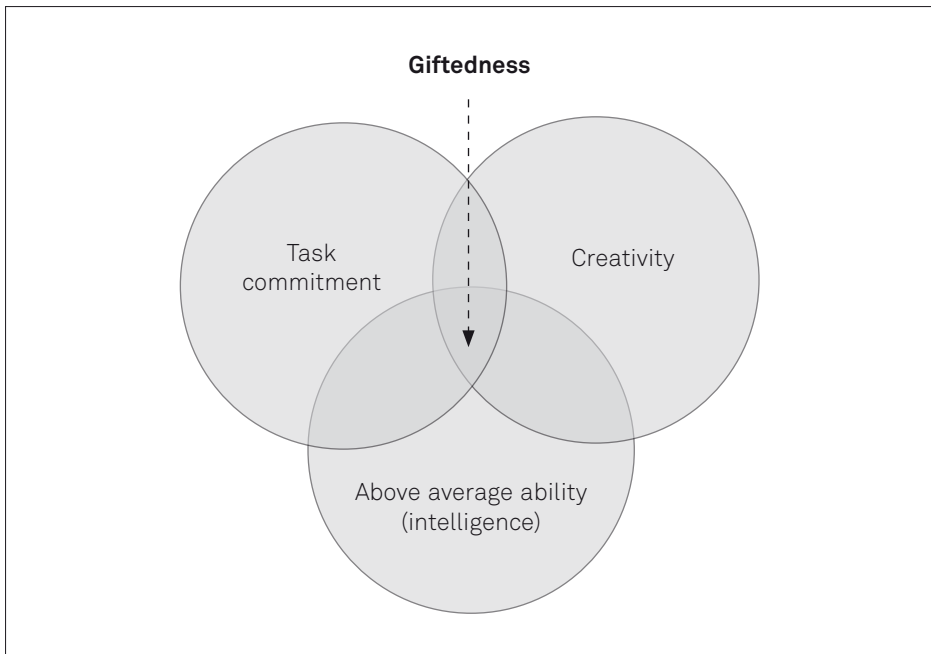 Giftedness
Task
commitment
Creativity
Above average ability
(intelligence)